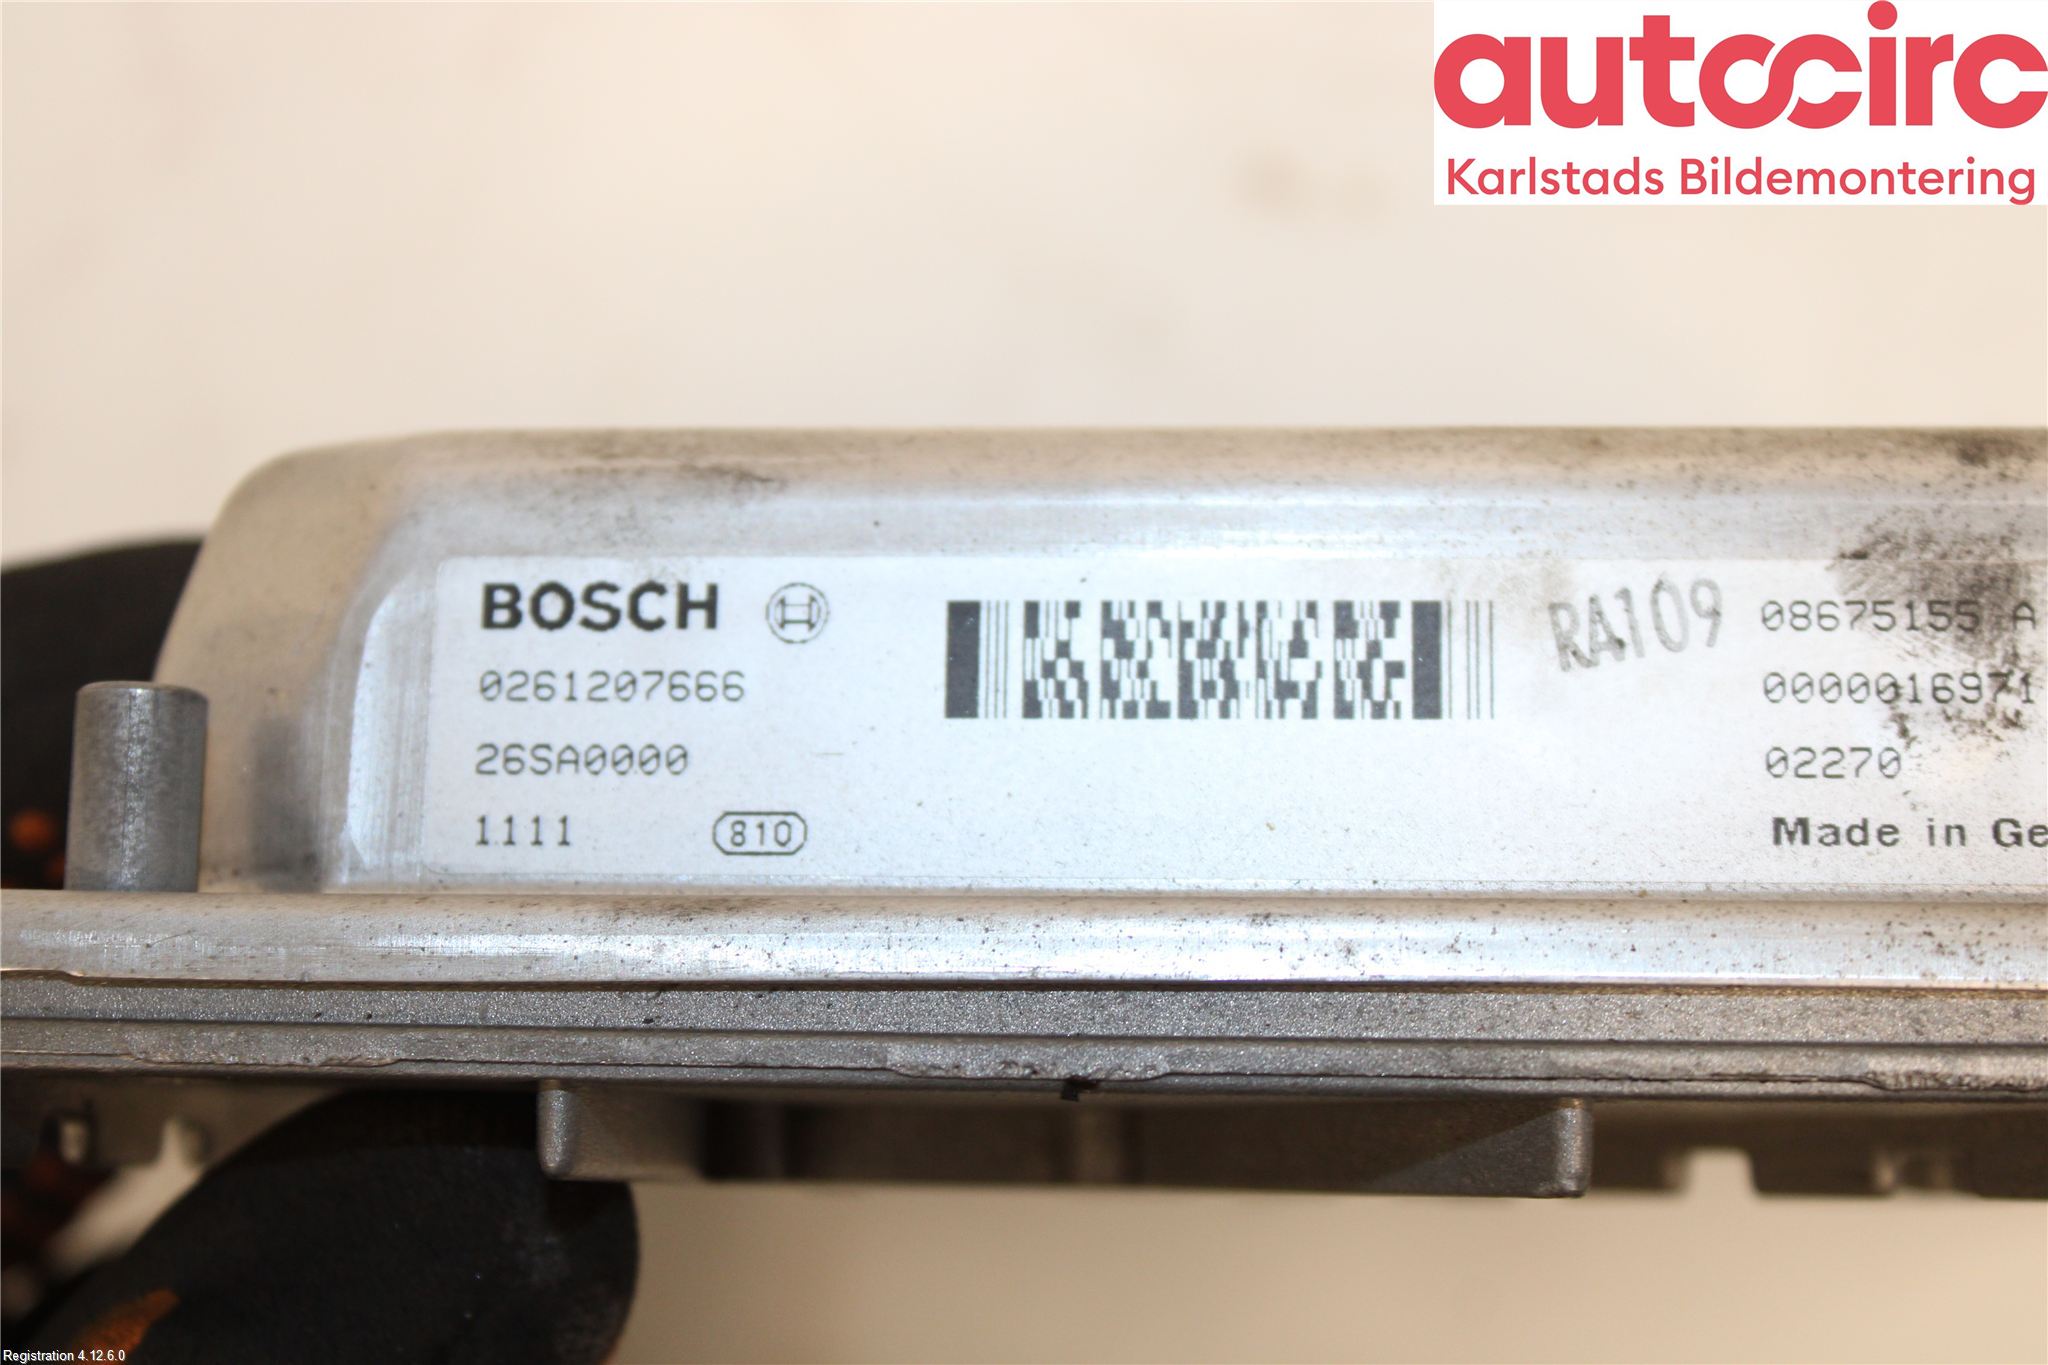 autocirc
Karlstads Bildemontering
BOSCH
0261207666
26SA0000
1111 810
RA109
08675155 A
0000016971
02270
Made in Ge
Registration 4.12.6.0